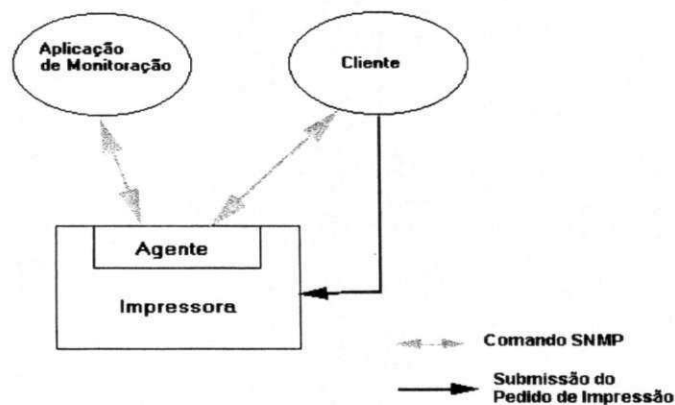 Aplicação
de Monitoração
Cliente
Agente
Impressora
Comando SNMP
Submissão do
Pedido de Impressão